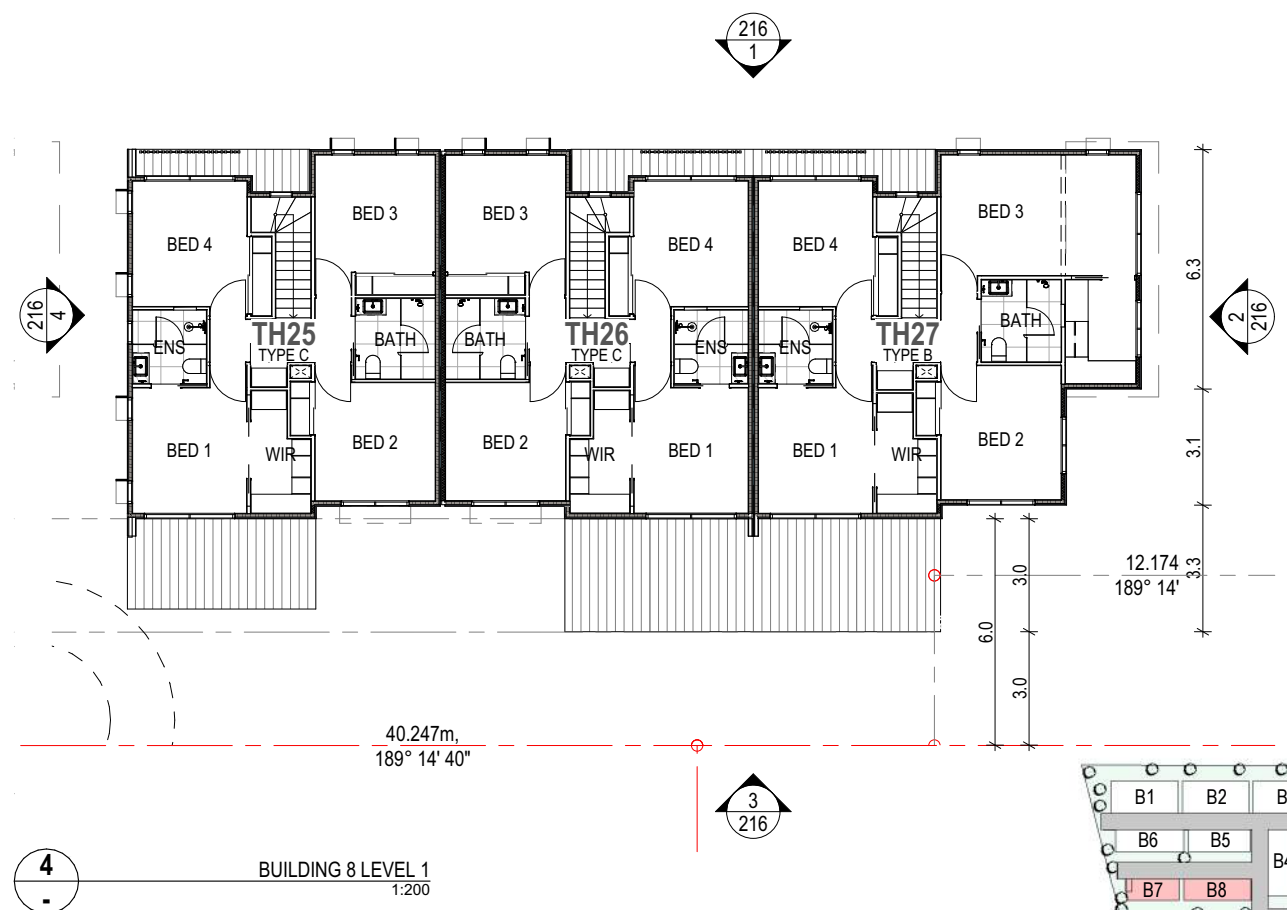 216
1
BED 4
BED 3
BED 3
BED 4
BED 4
BED 3
6.3
216
4
2
216
TH25
TYPE C
TH26
TYPE C
TH27
TYPE B
ENS
BATH
BATH
ENS
ENS
BATH
BED 1
WIR
BED 2
BED 2
WIR
BED 1
BED 1
WIR
BED 2
3.1
12.174
189° 14'
3.3
3.0
6.0
3.0
40.247m,
189° 14' 40"
3
216
4
-
BUILDING 8 LEVEL 1
1:200
B1
B2
B
B6
B5
B4
B7
B8